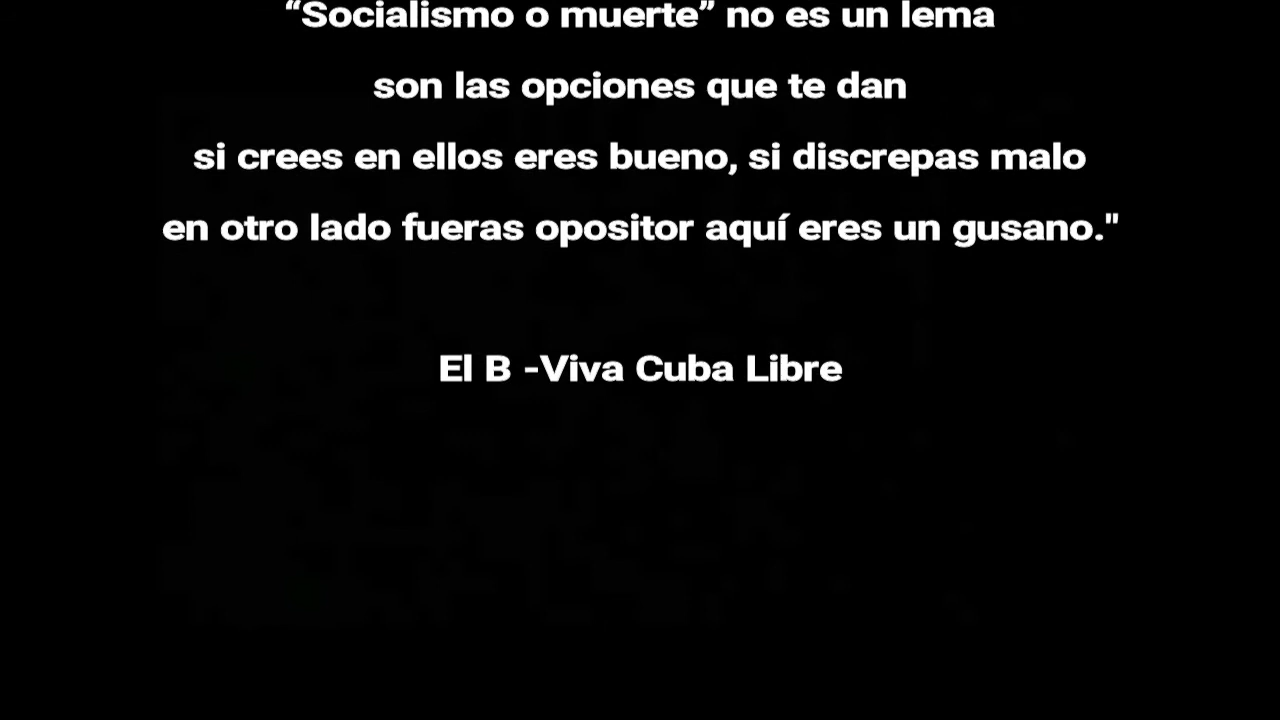 “Socialismo o muerte” no es un lema
son las opciones que te dan
si crees en ellos eres bueno, si discrepas malo
en otro lado fueras opositor aquí eres un gusano."
El B -Viva Cuba Libre